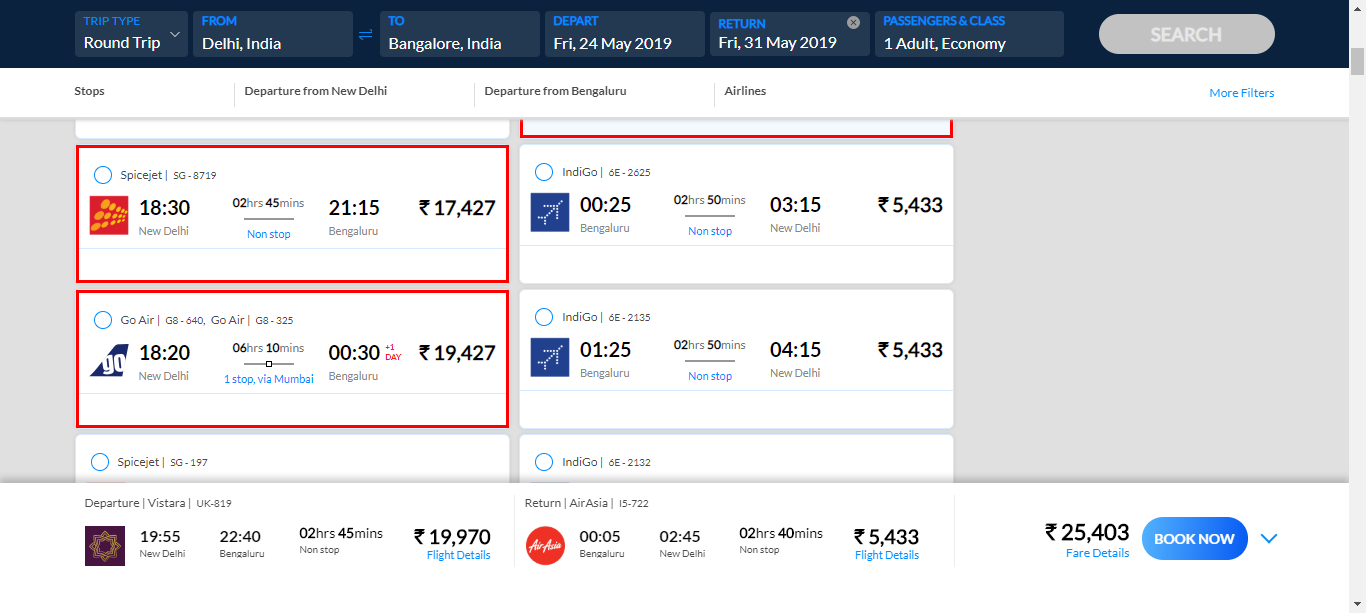 TRIP TYPE
Round Trip
FROM
Delhi, India
TO
Bangalore, India
DEPART
Fri, 24 May 2019
RETURN
Fri, 31 May 2019
PASSENGERS & CLASS
1 Adult, Economy
SEARCH
Stops
Departure from New Delhi
Departure from Bengaluru
Airlines
More Filters
Spicejet | SG - 8719
18:30 02hrs 45mins 21:15 ₹ 17,427
New Delhi Non stop Bengaluru
IndiGo | 6E - 2625
00:25 02hrs 50mins 03:15 ₹ 5,433
Bengaluru Non stop New Delhi
Go Air | G8 - 640, Go Air | G8 - 325
go
18:20 06hrs 10mins 00:30 +1 DAY ₹ 19,427
New Delhi 1 stop, via Mumbai Bengaluru
IndiGo | 6E - 2135
01:25 02hrs 50mins 04:15 ₹ 5,433
Bengaluru Non stop New Delhi
Spicejet | SG - 197
IndiGo | 6E - 2132
Departure | Vistara | UK-819
19:55 22:40 02hrs 45mins ₹ 19,970
New Delhi Bengaluru Non stop Flight Details
Return | AirAsia | I5-722
AirAsia
00:05 02:45 02hrs 40mins ₹ 5,433
Bengaluru New Delhi Non stop Flight Details
₹ 25,403
Fare Details
BOOK NOW